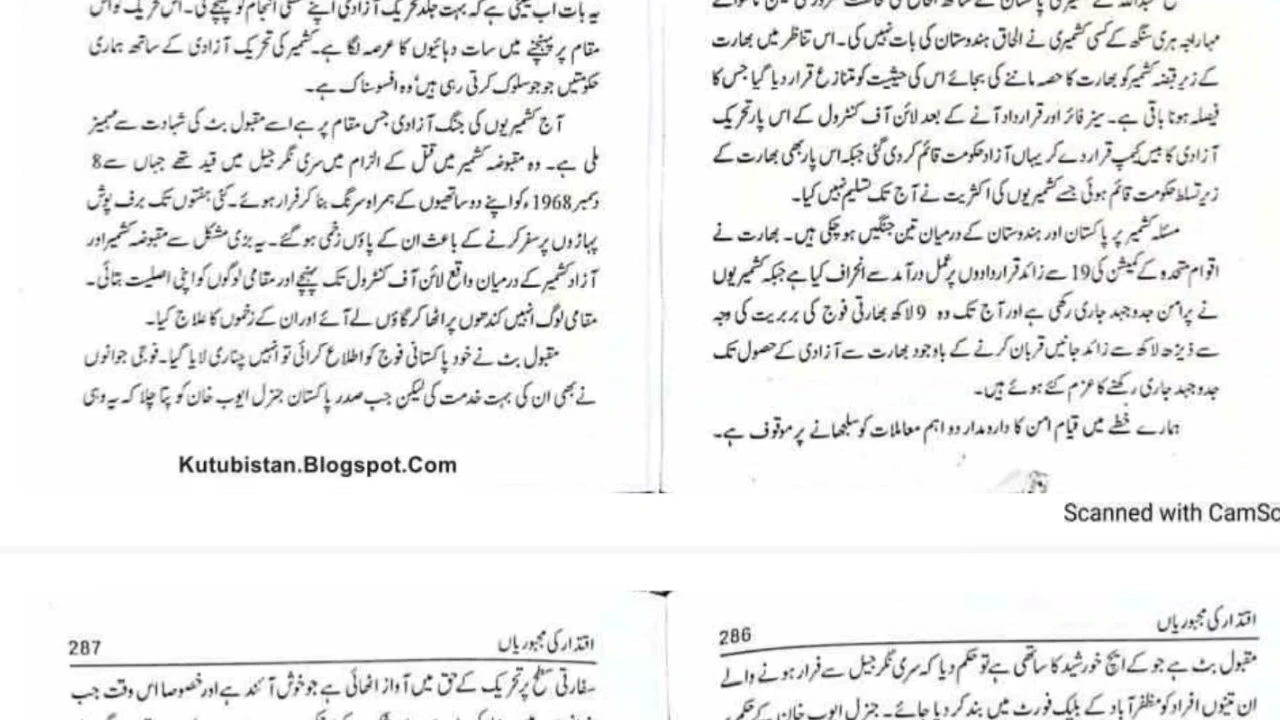 مہاراجہ ہری سنگھ کے کسی کشمیری نے الحاق ہندوستان کی بات نہیں کی۔ اس تناظر میں بھارت
کے زیر قبضہ کشمیر کو بھارت کا حصہ ماننے کی بجائے اس کی حیثیت کو متنازع قرار دیا گیا جس کا
فیصلہ ہونا باقی ہے۔ سیز فائر اور قرارداد آنے کے بعد لائن آف کنٹرول کے اس پار تحریک
آزادی کا بیس کیمپ قرار دے کر یہاں آزاد حکومت قائم کر دی گئی جبکہ اس پار بھی بھارت کے
زیر تسلط حکومت قائم ہوئی جسے کشمیریوں کی اکثریت نے آج تک تسلیم نہیں کیا۔
مسئلہ کشمیر پر پاکستان اور ہندوستان کے درمیان تین جنگیں ہو چکی ہیں۔ بھارت نے
اقوام متحدہ کے کمیشن کی 19 سے زائد قراردادوں پر عمل درآمد سے انحراف کیا ہے جبکہ کشمیریوں
نے پرامن جدوجہد جاری رکھی ہے اور آج تک وہ 9 لاکھ بھارتی فوج کی بربریت کی وجہ
سے ڈیڑھ لاکھ سے زائد جانیں قربان کرنے کے باوجود بھارت سے آزادی کے حصول تک
جدوجہد جاری رکھنے کا عزم کئے ہوئے ہیں۔
ہمارے خطے میں قیام امن کا دارومدار دو اہم معاملات کو سلجھانے پر موقوف ہے۔
یہ بات اب یقینی ہے کہ بہت جلد تحریک آزادی اپنے منطقی انجام کو پہنچے گی۔ اس تحریک کو اس
مقام پر پہنچنے میں سات دہائیوں کا عرصہ لگا ہے۔ کشمیر کی تحریک آزادی کے ساتھ ہماری
حکومتیں جو جو سلوک کرتی رہی ہیں وہ افسوسناک ہے۔
آج کشمیریوں کی جنگ آزادی جس مقام پر ہے اسے مقبول بٹ کی شہادت سے مہمیز
ملی ہے۔ وہ مقبوضہ کشمیر میں قتل کے الزام میں سری نگر جیل میں قید تھے جہاں سے 8
دسمبر 1968ء کو اپنے دو ساتھیوں کے ہمراہ سرنگ بنا کر فرار ہوئے۔ کئی ہفتوں تک برف پوش
پہاڑوں پر سفر کرنے کے باعث ان کے پاؤں زخمی ہو گئے۔ یہ بڑی مشکل سے مقبوضہ کشمیر اور
آزاد کشمیر کے درمیان واقع لائن آف کنٹرول تک پہنچے اور مقامی لوگوں کو اپنی اصلیت بتائی۔
مقامی لوگ انہیں کندھوں پر اٹھا کر گاؤں لے آئے اور ان کے زخموں کا علاج کیا۔
مقبول بٹ نے خود پاکستانی فوج کو اطلاع کرائی تو انہیں چناری لایا گیا۔ فوجی جوانوں
نے بھی ان کی بہت خدمت کی لیکن جب صدر پاکستان جنرل ایوب خان کو پتا چلا کہ یہ وہی
Kutubistan.Blogspot.Com
Scanned with CamSc
اقتدار کی مجبوریاں 286
مقبول بٹ ہے جو کے ایچ خورشید کا ساتھی ہے تو حکم دیا کہ سری نگر جیل سے فرار ہونے والے
ان تینوں افراد کو مظفر آباد کے بلیک فورٹ میں بند کر دیا جائے۔ جنرل ایوب خان کے حکم پر
اقتدار کی مجبوریاں 287
سفارتی سطح پر تحریک کے حق میں آواز اٹھائی ہے جو خوش آئند ہے اور خصوصا اس وقت جب